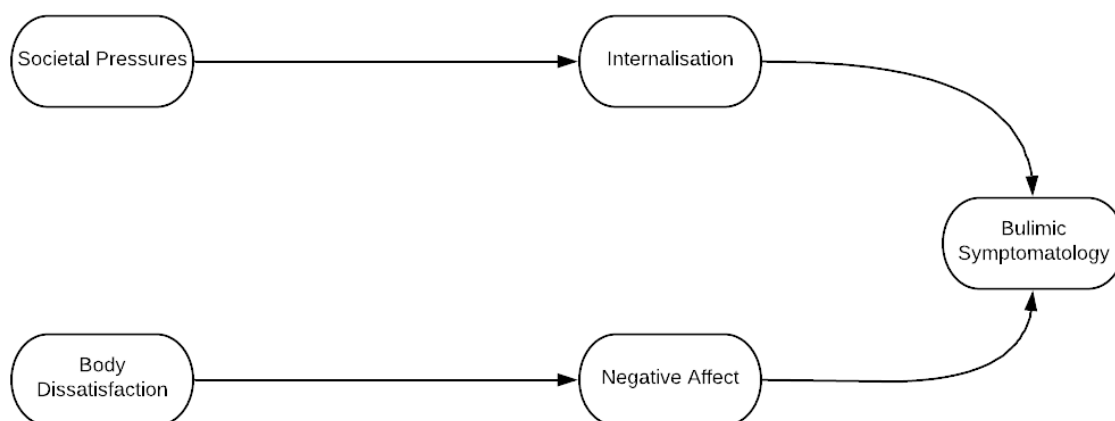 Societal Pressures
Internalisation
Bulimic
Symptomatology
Body
Dissatisfaction
Negative Affect